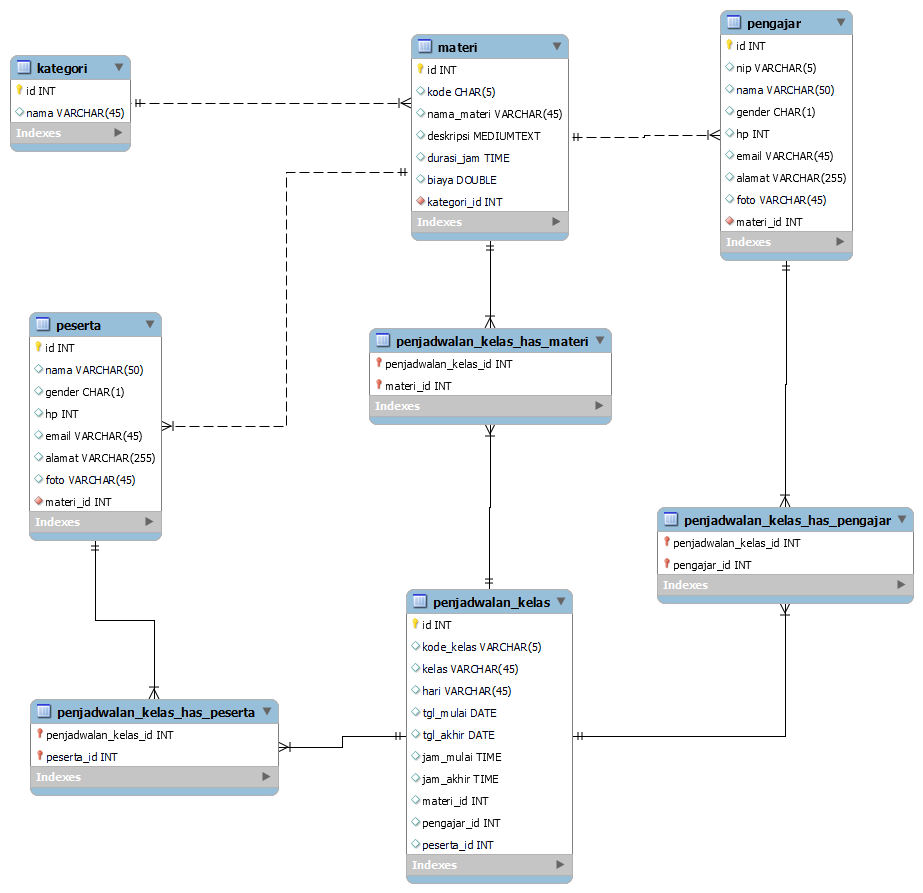 kategori
id INT
nama VARCHAR(45)
Indexes
materi
id INT
kode CHAR(5)
nama_materi VARCHAR(45)
deskripsi MEDIUMTEXT
durasi_jam TIME
biaya DOUBLE
kategori_id INT
Indexes
pengajar
id INT
nip VARCHAR(5)
nama VARCHAR(50)
gender CHAR(1)
hp INT
email VARCHAR(45)
alamat VARCHAR(255)
foto VARCHAR(45)
materi_id INT
Indexes
peserta
id INT
nama VARCHAR(50)
gender CHAR(1)
hp INT
email VARCHAR(45)
alamat VARCHAR(255)
foto VARCHAR(45)
materi_id INT
Indexes
penjadwalan_kelas_has_materi
penjadwalan_kelas_id INT
materi_id INT
Indexes
penjadwalan_kelas_has_pengajar
penjadwalan_kelas_id INT
pengajar_id INT
Indexes
penjadwalan_kelas_has_peserta
penjadwalan_kelas_id INT
peserta_id INT
Indexes
penjadwalan_kelas
id INT
kode_kelas VARCHAR(5)
kelas VARCHAR(45)
hari VARCHAR(45)
tgl_mulai DATE
tgl_akhir DATE
jam_mulai TIME
jam_akhir TIME
materi_id INT
pengajar_id INT
peserta_id INT
Indexes